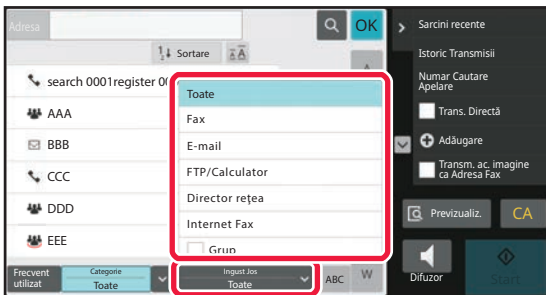 Adresa
OK
Sortare
search 0001register 00
AAA
BBB
CCC
DDD
EEE
Toate
Fax
E-mail
FTP/Calculator
Director rețea
Internet Fax
Grup
Frecvent
utilizat
Categorie
Toate
Ingust Jos
Toate
ABC
W
Sarcini recente
Istoric Transmisii
Numar Cautare
Apelare
Trans. Directă
Adăugare
Transm. ac. imagine
ca Adresa Fax
Previzualiz.
CA
Difuzor
Start